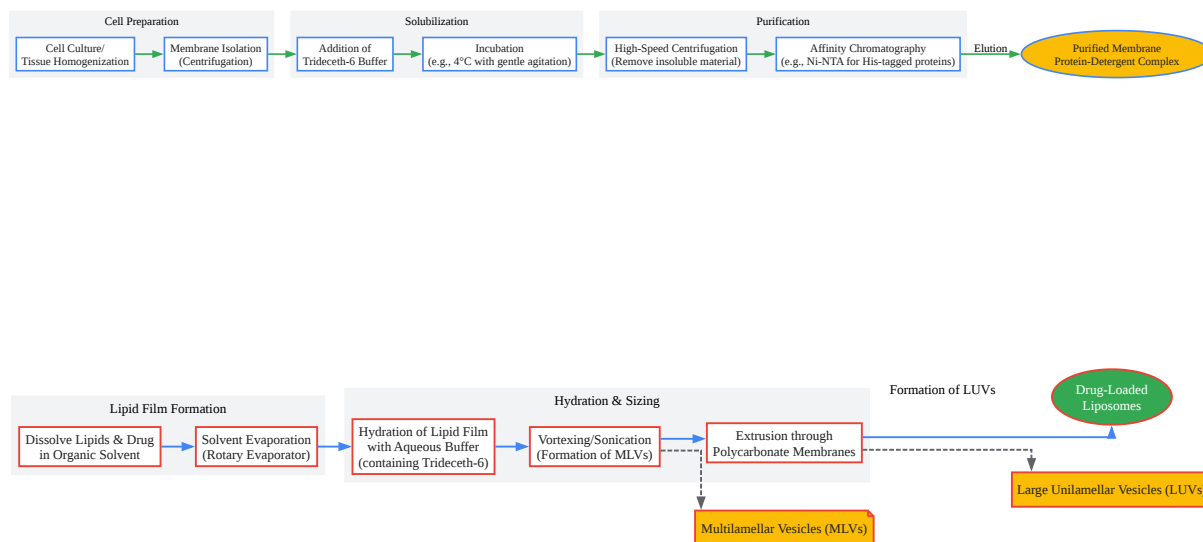 Cell Preparation
Solubilization
Purification
Cell Culture/
Tissue Homogenization
Membrane Isolation
(Centrifugation)
Addition of
Trideceth-6 Buffer
Incubation
(e.g., 4°C with gentle agitation)
High-Speed Centrifugation
(Remove insoluble material)
Affinity Chromatography
(e.g., Ni-NTA for His-tagged proteins)
Elution
Purified Membrane
Protein-Detergent Complex
Lipid Film Formation
Hydration & Sizing
Formation of LUVs
Drug-Loaded
Liposomes
Dissolve Lipids & Drug
in Organic Solvent
Solvent Evaporation
(Rotary Evaporator)
Hydration of Lipid Film
with Aqueous Buffer
(containing Trideceth-6)
Vortexing/Sonication
(Formation of MLVs)
Extrusion through
Polycarbonate Membranes
Large Unilamellar Vesicles (LUVs)
Multilamellar Vesicles (MLVs)